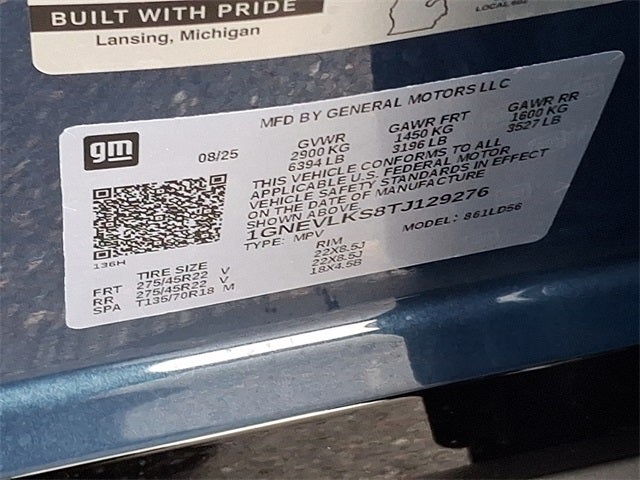 BUILT WITH PRIDE
Lansing, Michigan
gm
08/25
MFD BY GENERAL MOTORS LLC
GVWR GAWR FRT GAWR RR
2900 KG 1450 KG 1600 KG
6394 LB 3196 LB 3527 LB
THIS VEHICLE CONFORMS TO ALL
APPLICABLE U.S. FEDERAL MOTOR
VEHICLE SAFETY STANDARDS IN EFFECT
ON THE DATE OF MANUFACTURE
SHOWN ABOVE.
1GNEVLKS8TJ129276
TYPE: MPV MODEL: 861LD56
136H
TIRE SIZE RIM
FRT 275/45R22 V 22X8.5J
RR 275/45R22 V 22X8.5J
SPA T135/70R18 M 18X4.5B